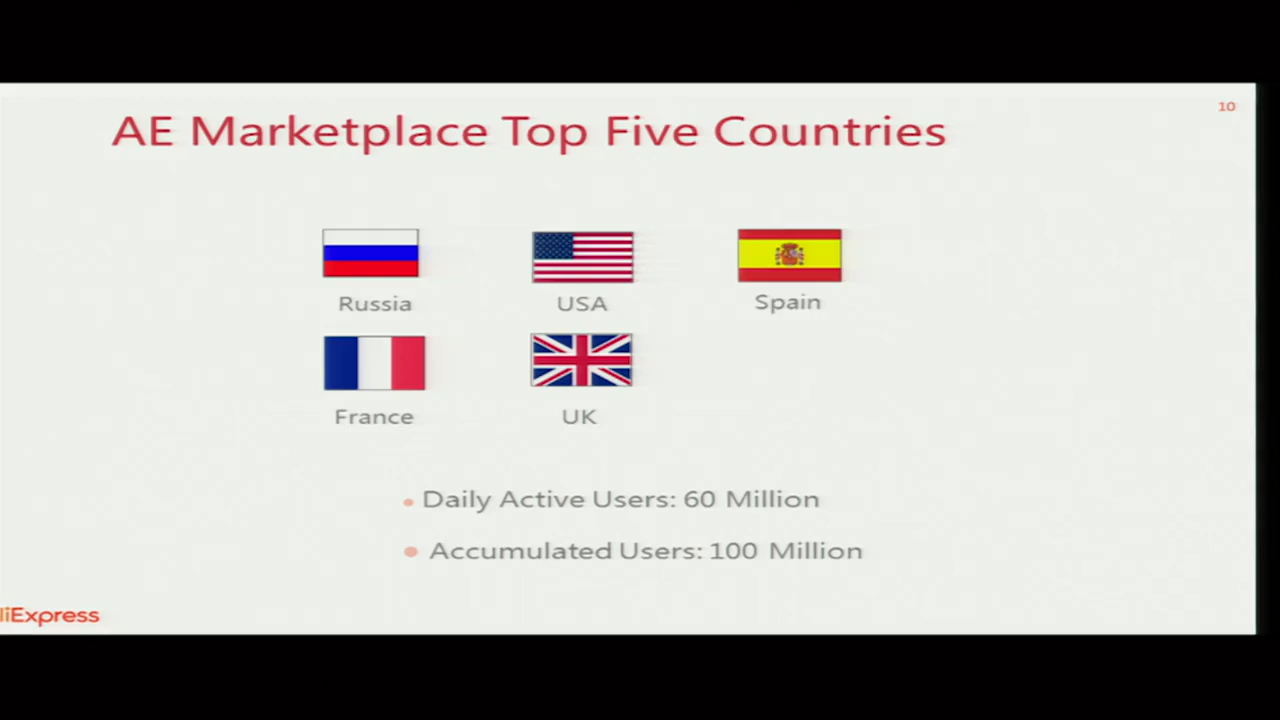 10
AE Marketplace Top Five Countries
Russia
USA
Spain
France
UK
• Daily Active Users: 60 Million
• Accumulated Users: 100 Million
liExpress